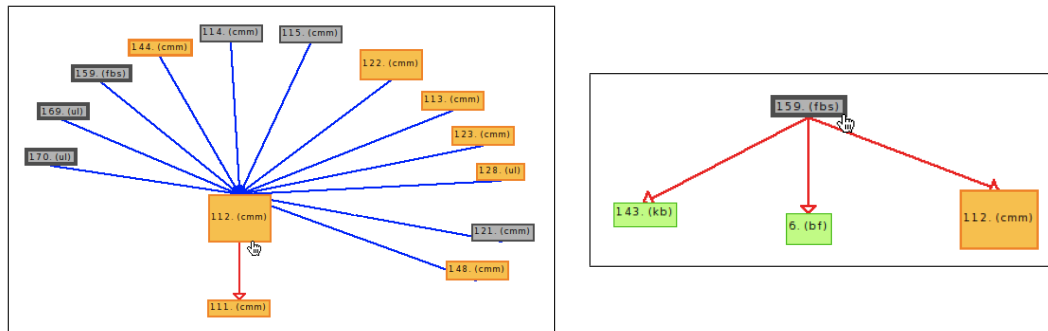 114. (cmm)
115. (cmm)
144. (cmm)
122. (cmm)
159. (fbs)
113. (cmm)
169. (ul)
123. (cmm)
170. (ul)
128. (ul)
112. (cmm)
121. (cmm)
148. (cmm)
111. (cmm)
159. (fbs)
143. (kb)
6. (bf)
112. (cmm)